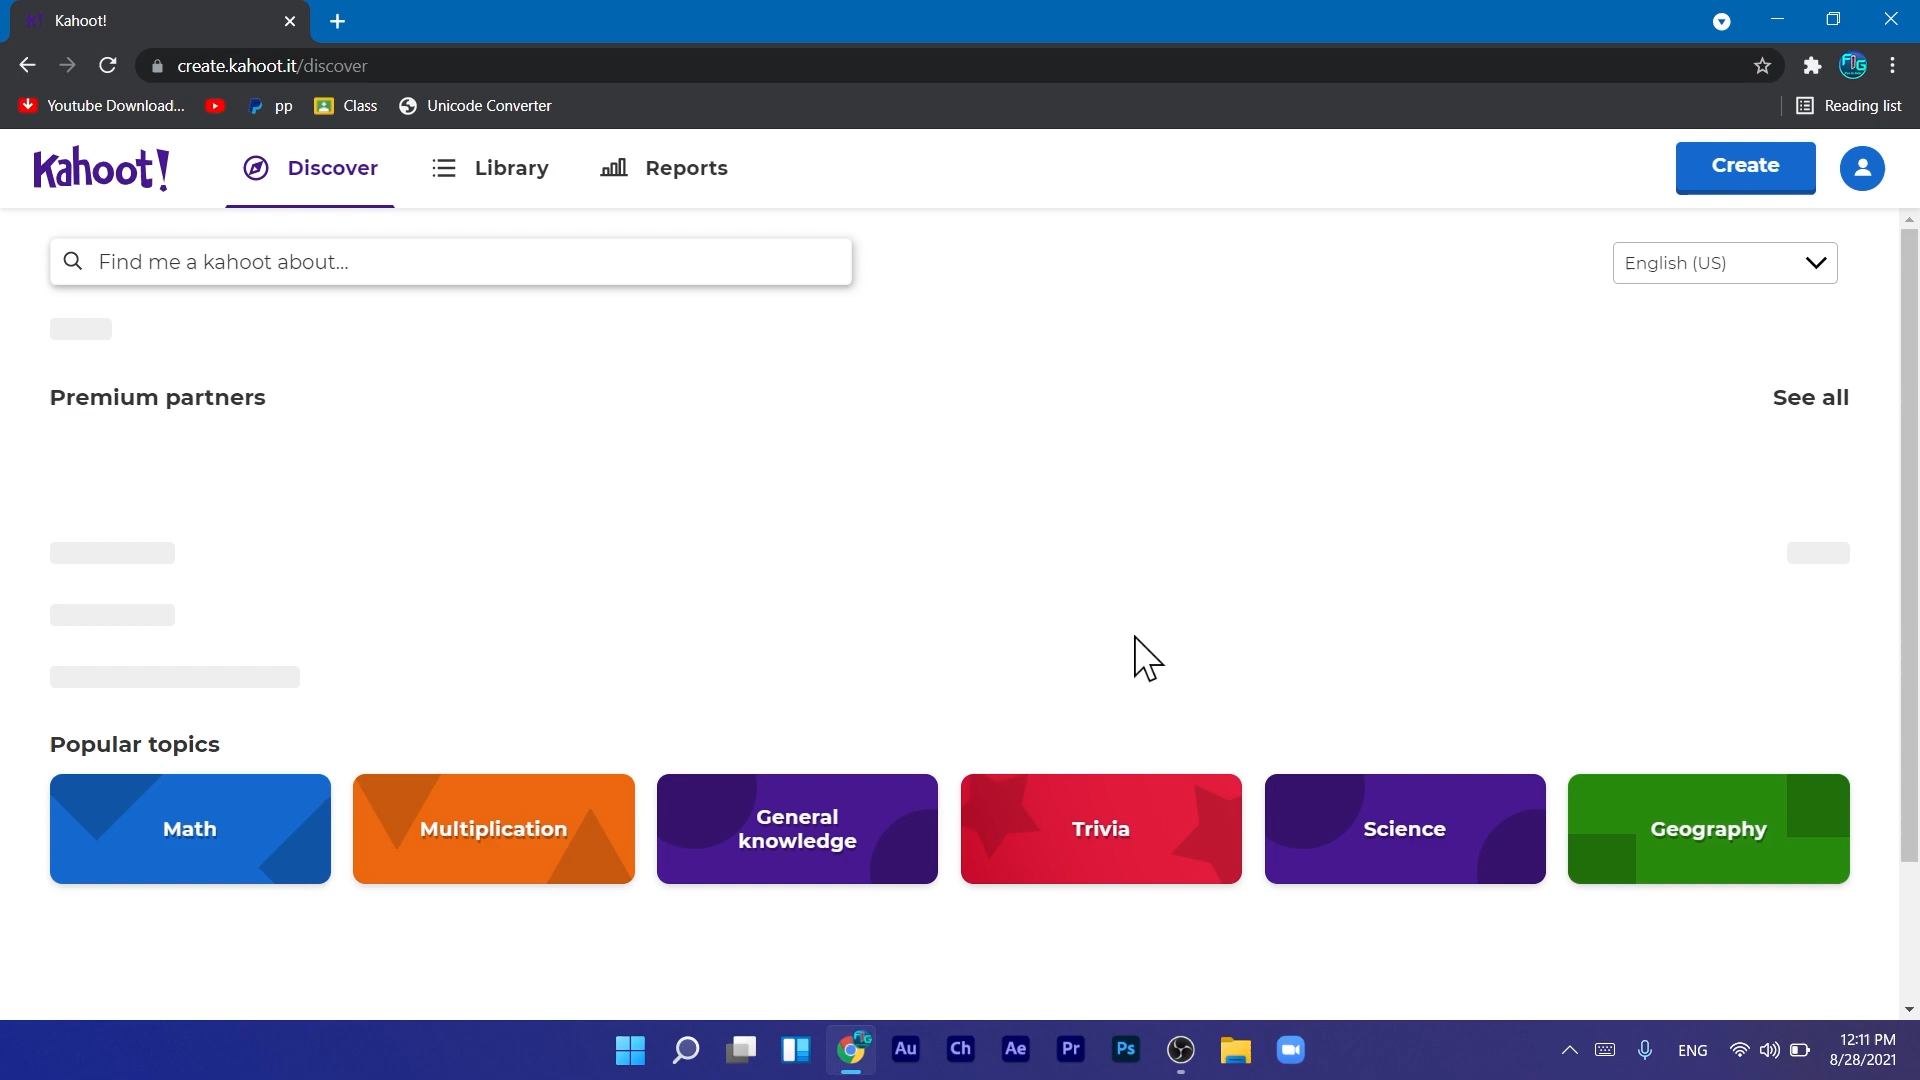 Kahoot!
create.kahoot.it/discover
Youtube Download...
pp
Class
Unicode Converter
Reading list
Kahoot!
Discover
Library
Reports
Create
Find me a kahoot about...
English (US)
Premium partners
See all
Popular topics
Math
Multiplication
General
knowledge
Trivia
Science
Geography
Au
Ch
Ae
Pr
Ps
ENG
12:11 PM
8/28/2021